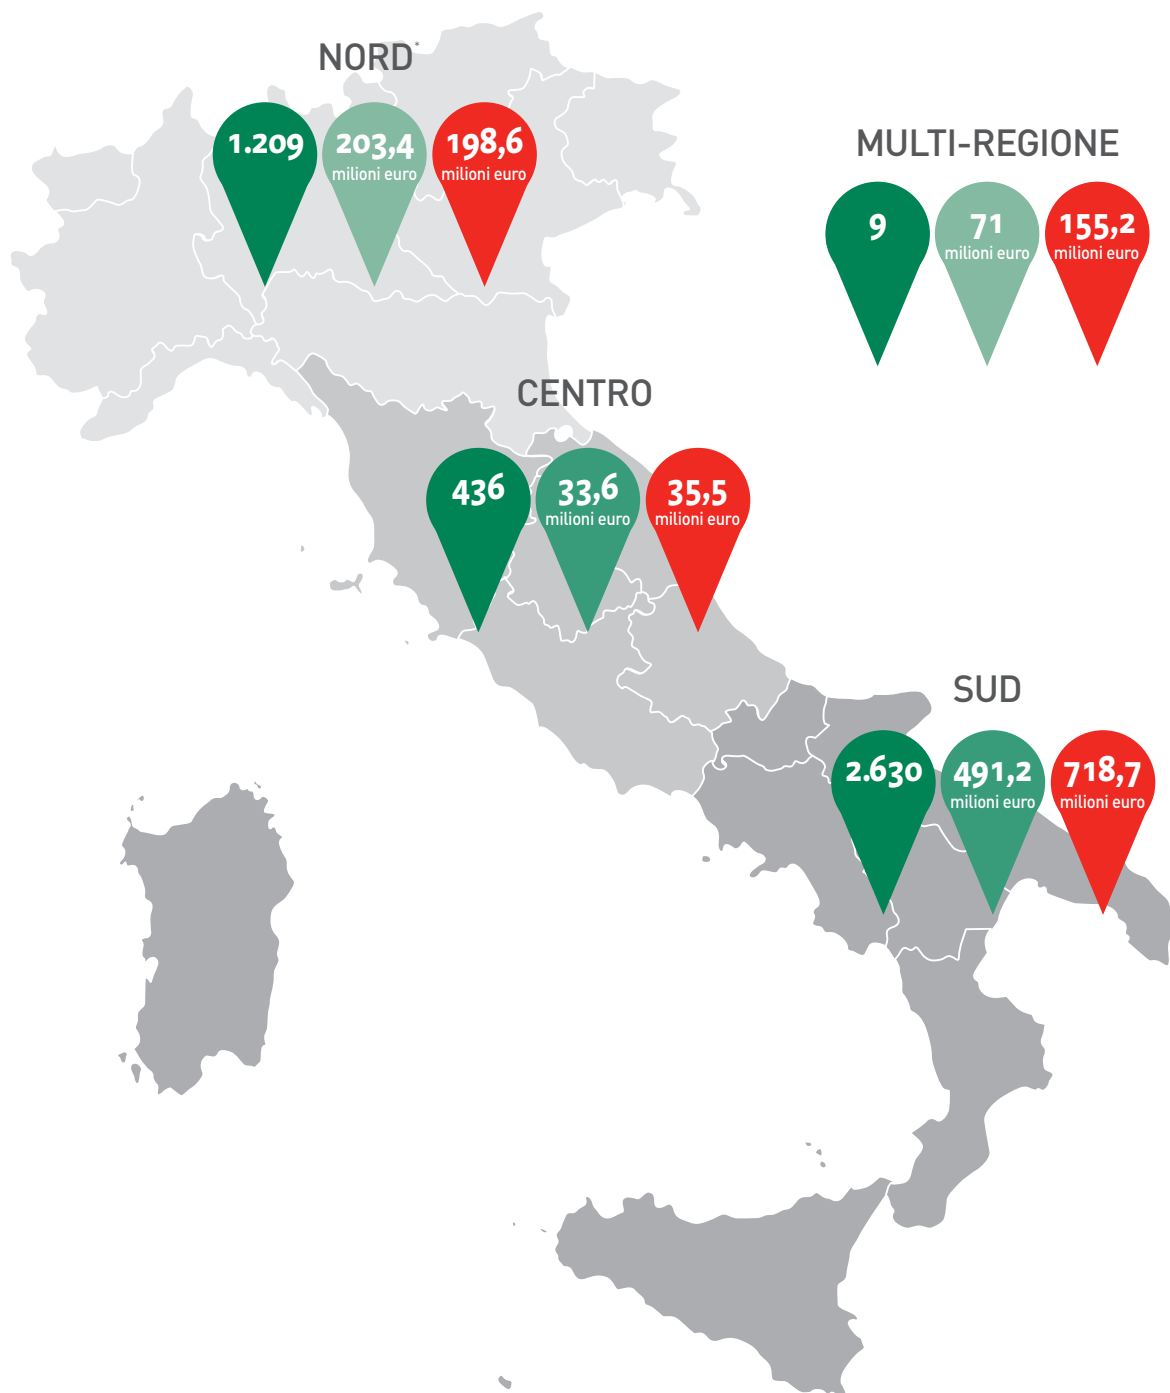 NORD*
1.209
203,4
milioni euro
198,6
milioni euro
MULTI-REGIONE
9
71
milioni euro
155,2
milioni euro
CENTRO
436
33,6
milioni euro
35,5
milioni euro
SUD
2.630
491,2
milioni euro
718,7
milioni euro